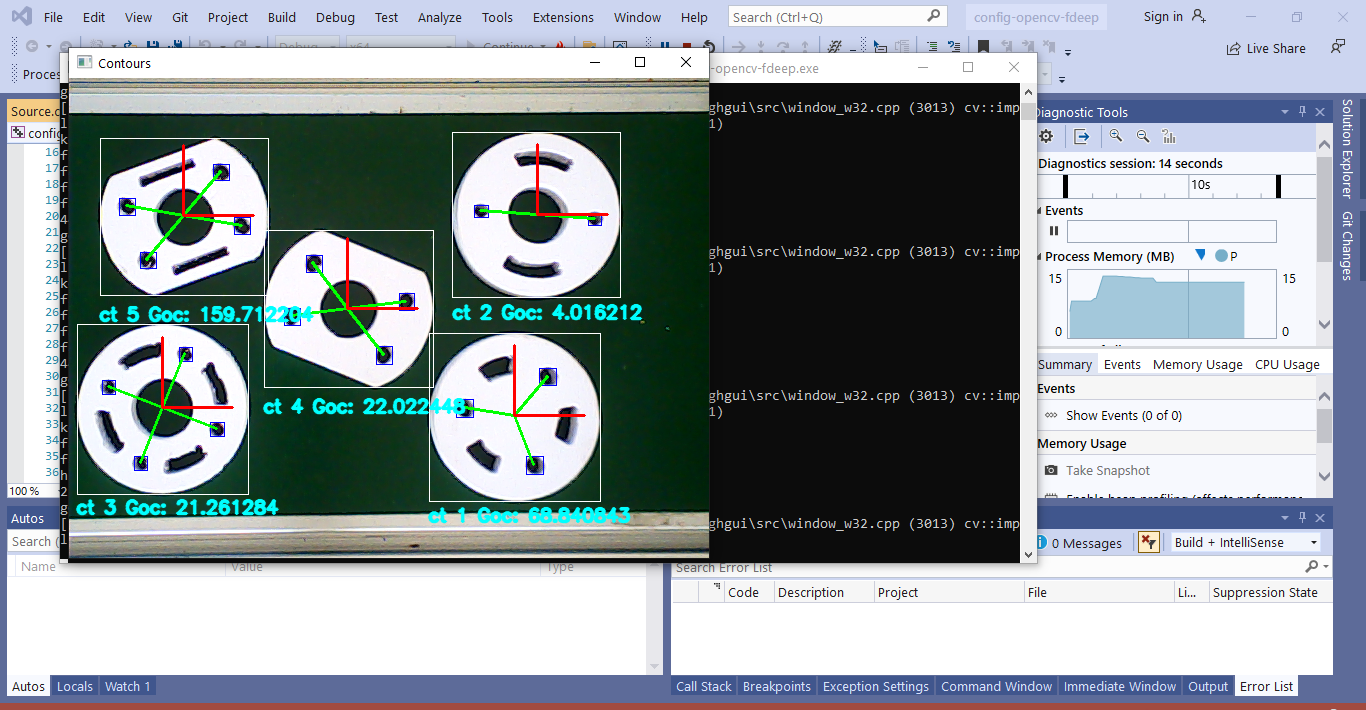 File Edit View Git Project Build Debug Test Analyze Tools Extensions Window Help Search (Ctrl+Q) config-opencv-fdeep Sign in
Debug x64 Continue Live Share
Proces
Contours
-opencv-fdeep.exe
Source.c
config
16
20
21
22
23
24
25
26
27
28
29
30
31
32
33
34
35
36
100 %
ghgui\src\window_w32.cpp (3013) cv::imp
1)
ghgui\src\window_w32.cpp (3013) cv::imp
1)
ghgui\src\window_w32.cpp (3013) cv::imp
1)
ghgui\src\window_w32.cpp (3013) cv::imp
ct 5 Goc: 159.712204
ct 2 Goc: 4.016212
ct 4 Goc: 22.022448
ct 3 Goc: 21.261284
ct 1 Goc: 68.840843
Diagnostic Tools
Diagnostics session: 14 seconds
10s
Events
Process Memory (MB) P
15 15
0 0
Summary Events Memory Usage CPU Usage
Events
Show Events (0 of 0)
Memory Usage
Take Snapshot
Solution Explorer
Git Changes
Autos
Search (
Name Value Type
Autos Locals Watch 1
0 Messages Build + IntelliSense
Search Error List
Code Description Project File Li... Suppression State
Call Stack Breakpoints Exception Settings Command Window Immediate Window Output Error List